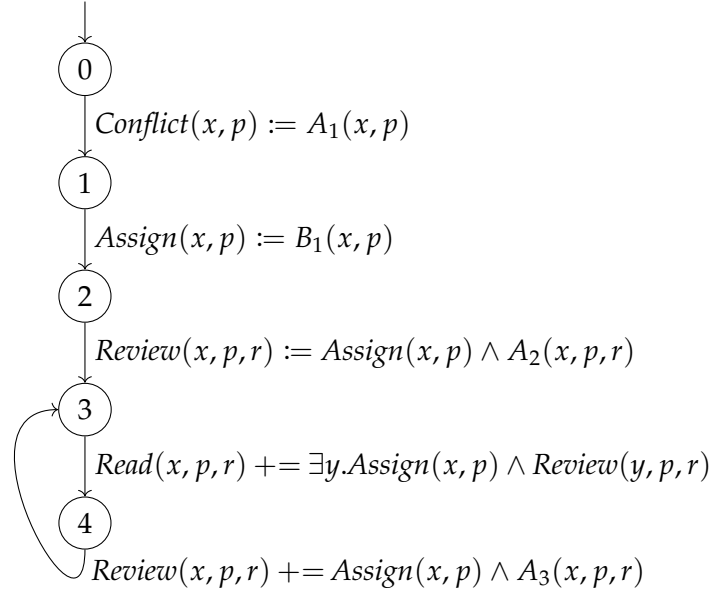 0
Conflict(x, p) := A₁(x, p)
1
Assign(x, p) := B₁(x, p)
2
Review(x, p, r) := Assign(x, p) ∧ A₂(x, p, r)
3
Read(x, p, r) += ∃y.Assign(x, p) ∧ Review(y, p, r)
4
Review(x, p, r) += Assign(x, p) ∧ A₃(x, p, r)